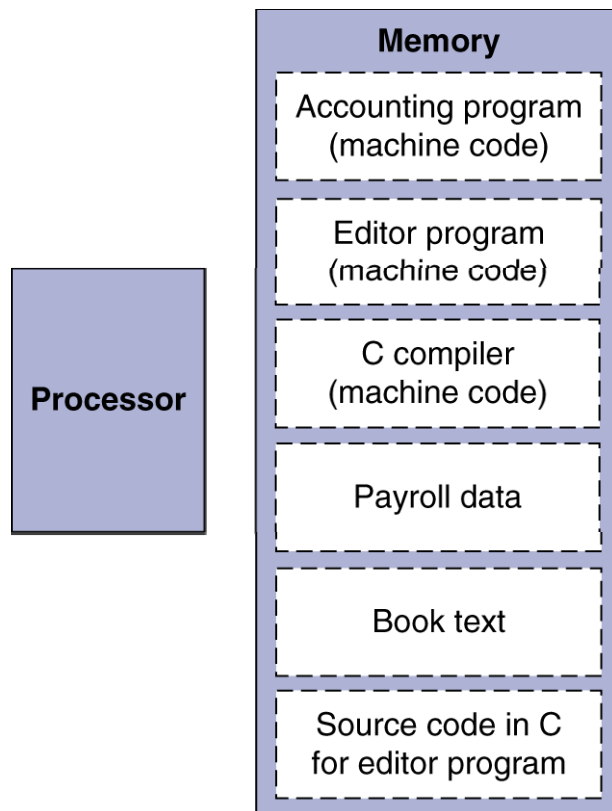 Memory
Accounting program
(machine code)
Editor program
(machine code)
C compiler
(machine code)
Processor
Payroll data
Book text
Source code in C
for editor program